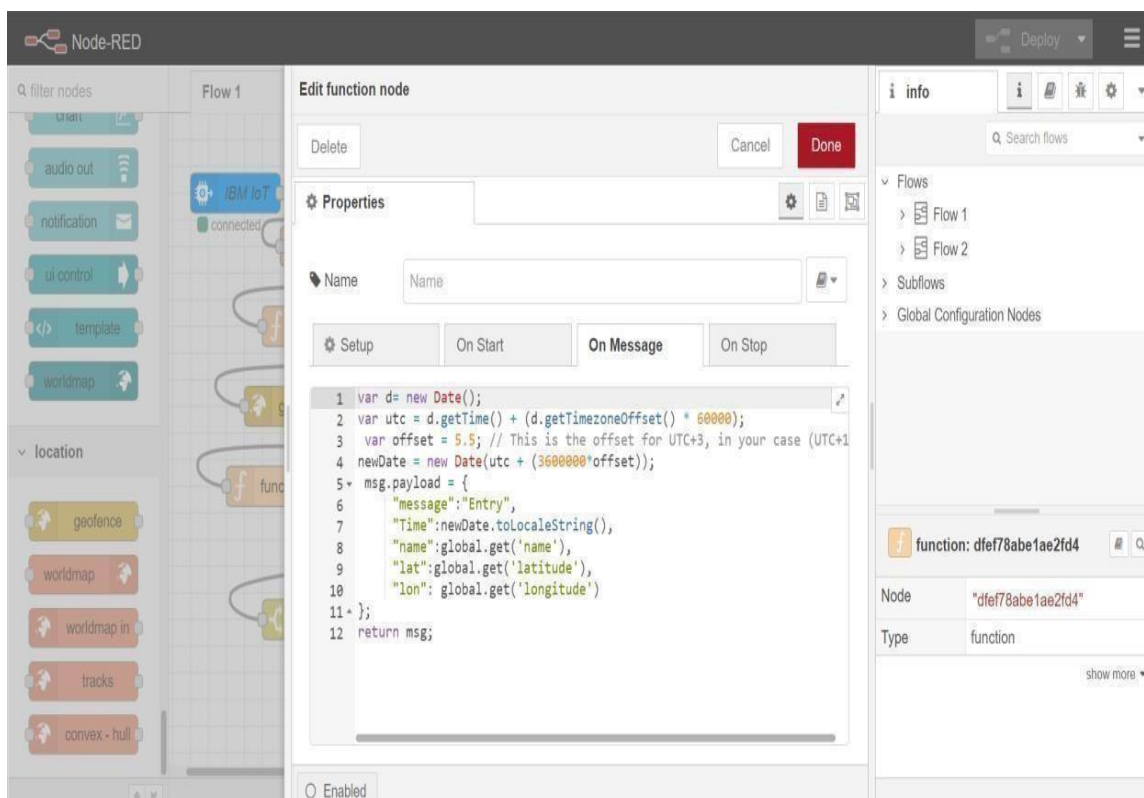 Node-RED
Deploy
filter nodes
chart
audio out
notification
ui control
</> template
worldmap
location
geofence
worldmap
worldmap in
tracks
convex - hull
Flow 1
IBM IoT
connected
f
g
f func
Edit function node
Delete
Cancel
Done
Properties
Name
Name
Setup
On Start
On Message
On Stop
1 var d= new Date();
2 var utc = d.getTime() + (d.getTimezoneOffset() * 60000);
3 var offset = 5.5; // This is the offset for UTC+3, in your case (UTC+1
4 newDate = new Date(utc + (3600000*offset));
5 msg.payload = {
6 "message":"Entry",
7 "Time":newDate.toLocaleString(),
8 "name":global.get('name'),
9 "lat":global.get('latitude'),
10 "lon": global.get('longitude')
11 };
12 return msg;
Enabled
i info
i
Search flows
Flows
Flow 1
Flow 2
Subflows
Global Configuration Nodes
f function: dfef78abe1ae2fd4
Node "dfef78abe1ae2fd4"
Type function
show more